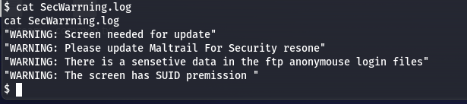 $ cat SecWarrning.log
cat SecWarrning.log
"WARNING: Screen needed for update"
"WARNING: Please update Maltrail For Security resone"
"WARNING: There is a sensetive data in the ftp anonymouse login files"
"WARNING: The screen has SUID premission "
$